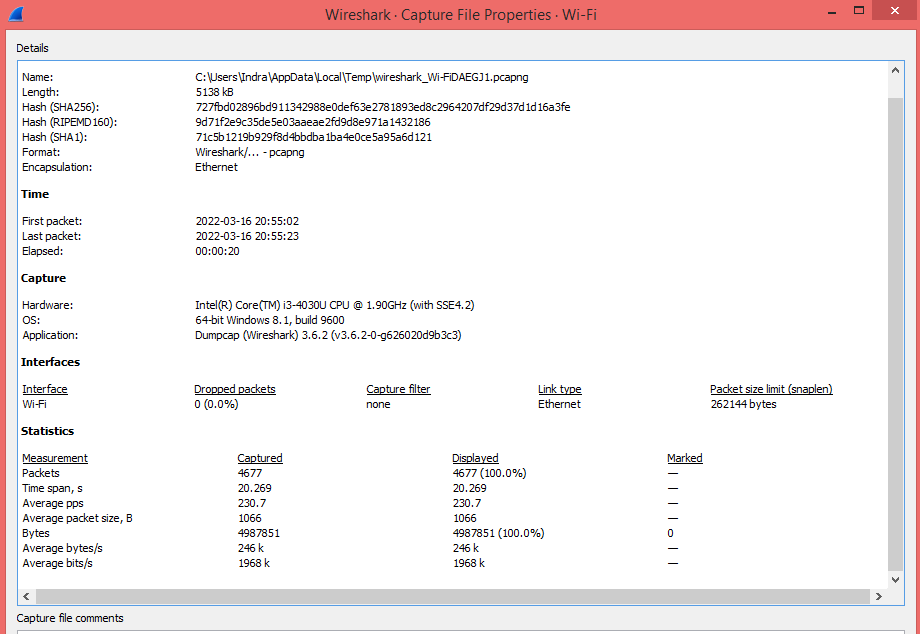 Wireshark · Capture File Properties · Wi-Fi
Details
Name: C:\Users\Indra\AppData\Local\Temp\wireshark_Wi-FiDAEGJ1.pcapng
Length: 5138 kB
Hash (SHA256): 727fbd02896bd911342988e0def63e2781893ed8c2964207df29d37d1d16a3fe
Hash (RIPEMD160): 9d71f2e9c35de5e03aaeae2fd9d8e971a1432186
Hash (SHA1): 71c5b1219b929f8d4bbdba1ba4e0ce5a95a6d121
Format: Wireshark/... - pcapng
Encapsulation: Ethernet
Time
First packet: 2022-03-16 20:55:02
Last packet: 2022-03-16 20:55:23
Elapsed: 00:00:20
Capture
Hardware: Intel(R) Core(TM) i3-4030U CPU @ 1.90GHz (with SSE4.2)
OS: 64-bit Windows 8.1, build 9600
Application: Dumpcap (Wireshark) 3.6.2 (v3.6.2-0-g626020d9b3c3)
Interfaces
Interface Dropped packets Capture filter Link type Packet size limit (snaplen)
Wi-Fi 0 (0.0%) none Ethernet 262144 bytes
Statistics
Measurement Captured Displayed Marked
Packets 4677 4677 (100.0%) —
Time span, s 20.269 20.269 —
Average pps 230.7 230.7 —
Average packet size, B 1066 1066 —
Bytes 4987851 4987851 (100.0%) 0
Average bytes/s 246 k 246 k —
Average bits/s 1968 k 1968 k —
Capture file comments